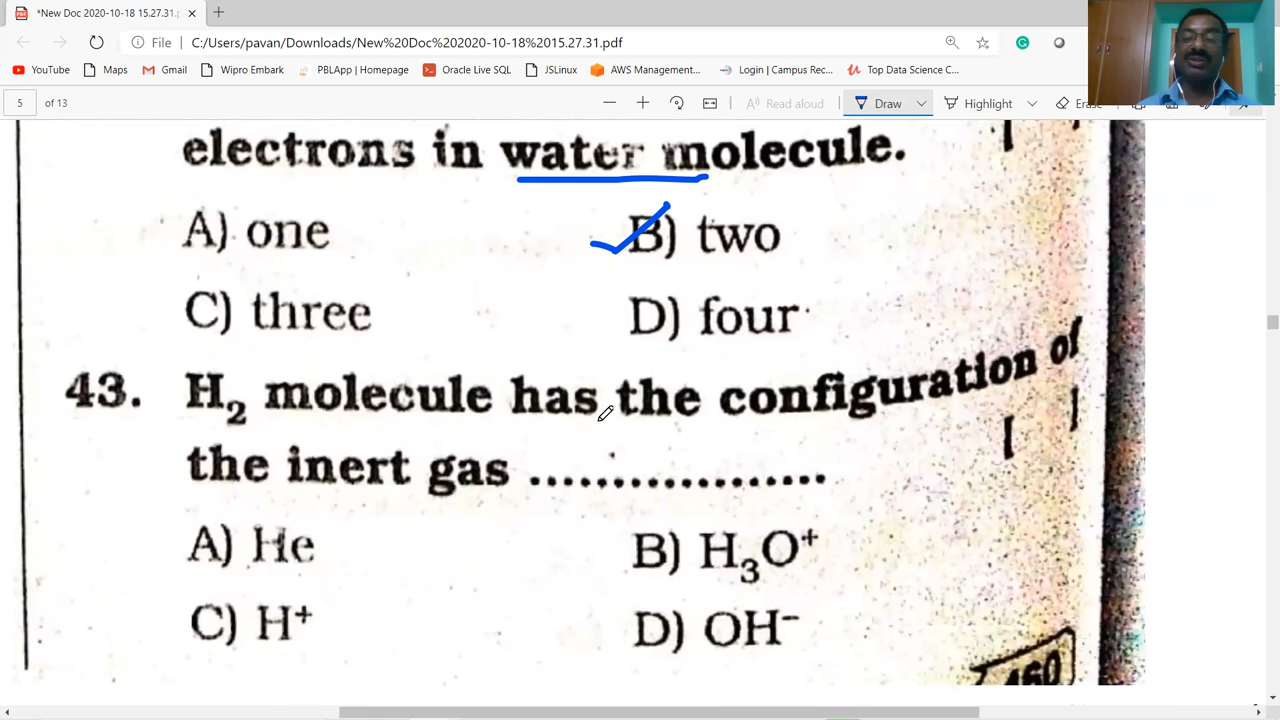 *New Doc 2020-10-18 15.27.31.p
File C:/Users/pavan/Downloads/New%20Doc%202020-10-18%2015.27.31.pdf
YouTube Maps Gmail Wipro Embark PBLApp | Homepage Oracle Live SQL JSLinux AWS Management... Login | Campus Rec... Top Data Science C...
5 of 13 Read aloud Draw Highlight Erase
electrons in water molecule.
A) one B) two
C) three D) four
43. H₂ molecule has the configuration of
the inert gas ..................
[ ]
A) He B) H₃O⁺
C) H⁺ D) OH⁻
460